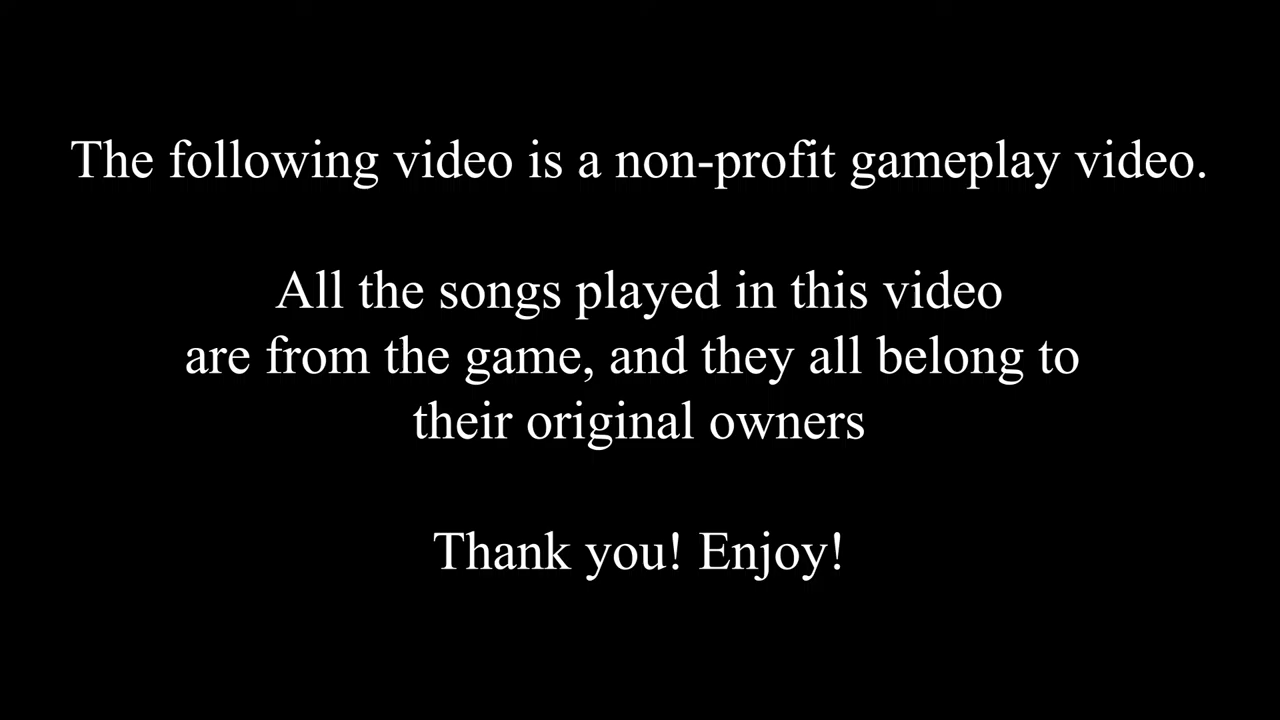 The following video is a non-profit gameplay video.
All the songs played in this video
are from the game, and they all belong to
their original owners
Thank you! Enjoy!